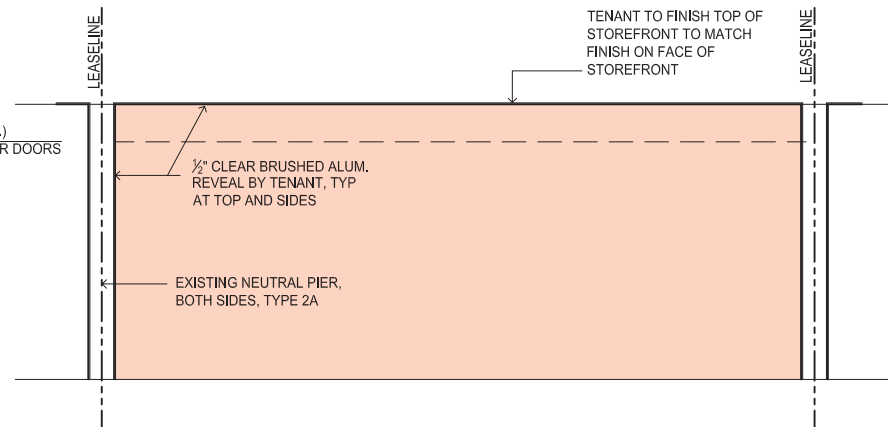 TENANT TO FINISH TOP OF
STOREFRONT TO MATCH
FINISH ON FACE OF
STOREFRONT
LEASELINE
LEASELINE
.)
R DOORS
½" CLEAR BRUSHED ALUM.
REVEAL BY TENANT, TYP
AT TOP AND SIDES
EXISTING NEUTRAL PIER,
BOTH SIDES, TYPE 2A